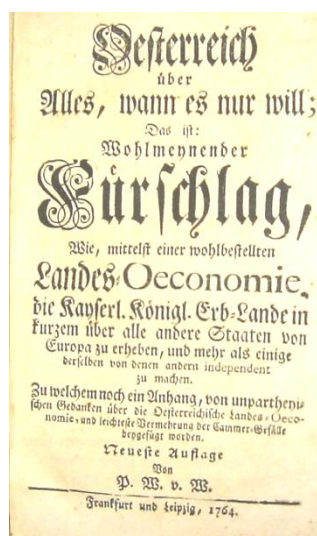 Oesterreich
über
Alles, wann es nur will;
Das ist:
Wohlmeynender
Fürschlag,
Wie, mittelst einer wohlbestellten
Landes-Oeconomie,
die Kayserl. Königl. Erb-Lande in
kurzem über alle andere Staaten von
Europa zu erheben, und mehr als einige
derselben von denen andern independent
zu machen.
Zu welchem noch ein Anhang, von unpartheyi-
schen Gedanken über die Oesterreichische Landes-Oeco-
nomie, und leichteste Vermehrung der Cammer-Gefälle
beygefügt worden.
Neueste Auflage
Von
P. W. v. W.
Frankfurt und Leipzig, 1764.